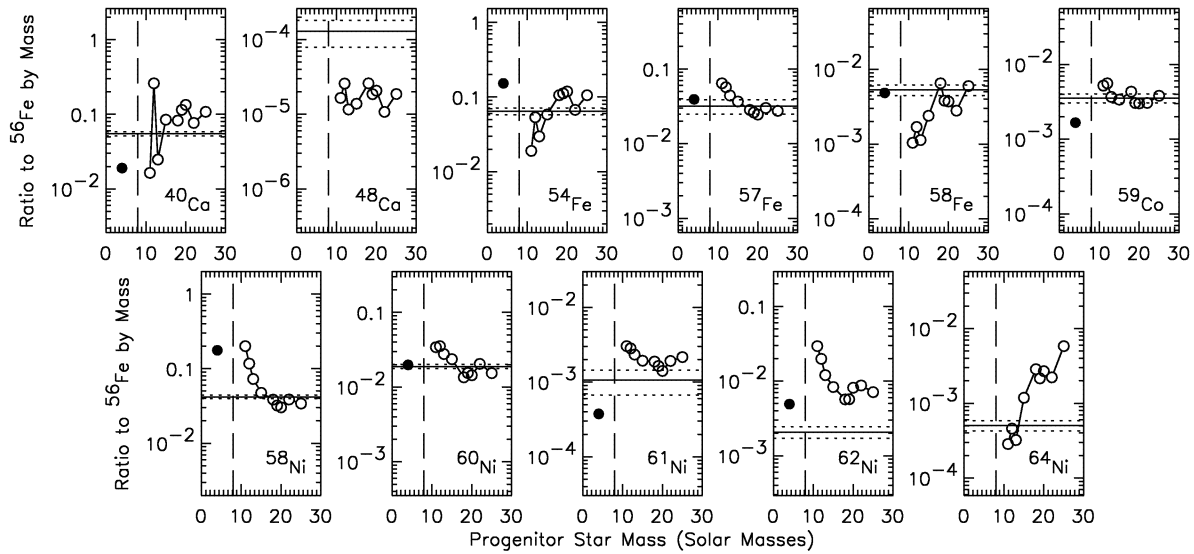 Ratio to ⁵⁶Fe by Mass
1
0.1
10⁻²
⁴⁰Ca
0 10 20 30
10⁻⁴
10⁻⁵
10⁻⁶
⁴⁸Ca
0 10 20 30
1
0.1
10⁻²
⁵⁴Fe
0 10 20 30
0.1
10⁻²
10⁻³
⁵⁷Fe
0 10 20 30
10⁻²
10⁻³
10⁻⁴
⁵⁸Fe
0 10 20 30
10⁻²
10⁻³
10⁻⁴
⁵⁹Co
0 10 20 30
Ratio to ⁵⁶Fe by Mass
1
0.1
10⁻²
⁵⁸Ni
0 10 20 30
0.1
10⁻²
10⁻³
⁶⁰Ni
0 10 20 30
10⁻²
10⁻³
10⁻⁴
⁶¹Ni
0 10 20 30
0.1
10⁻²
10⁻³
⁶²Ni
0 10 20 30
10⁻²
10⁻³
10⁻⁴
⁶⁴Ni
0 10 20 30
Progenitor Star Mass (Solar Masses)